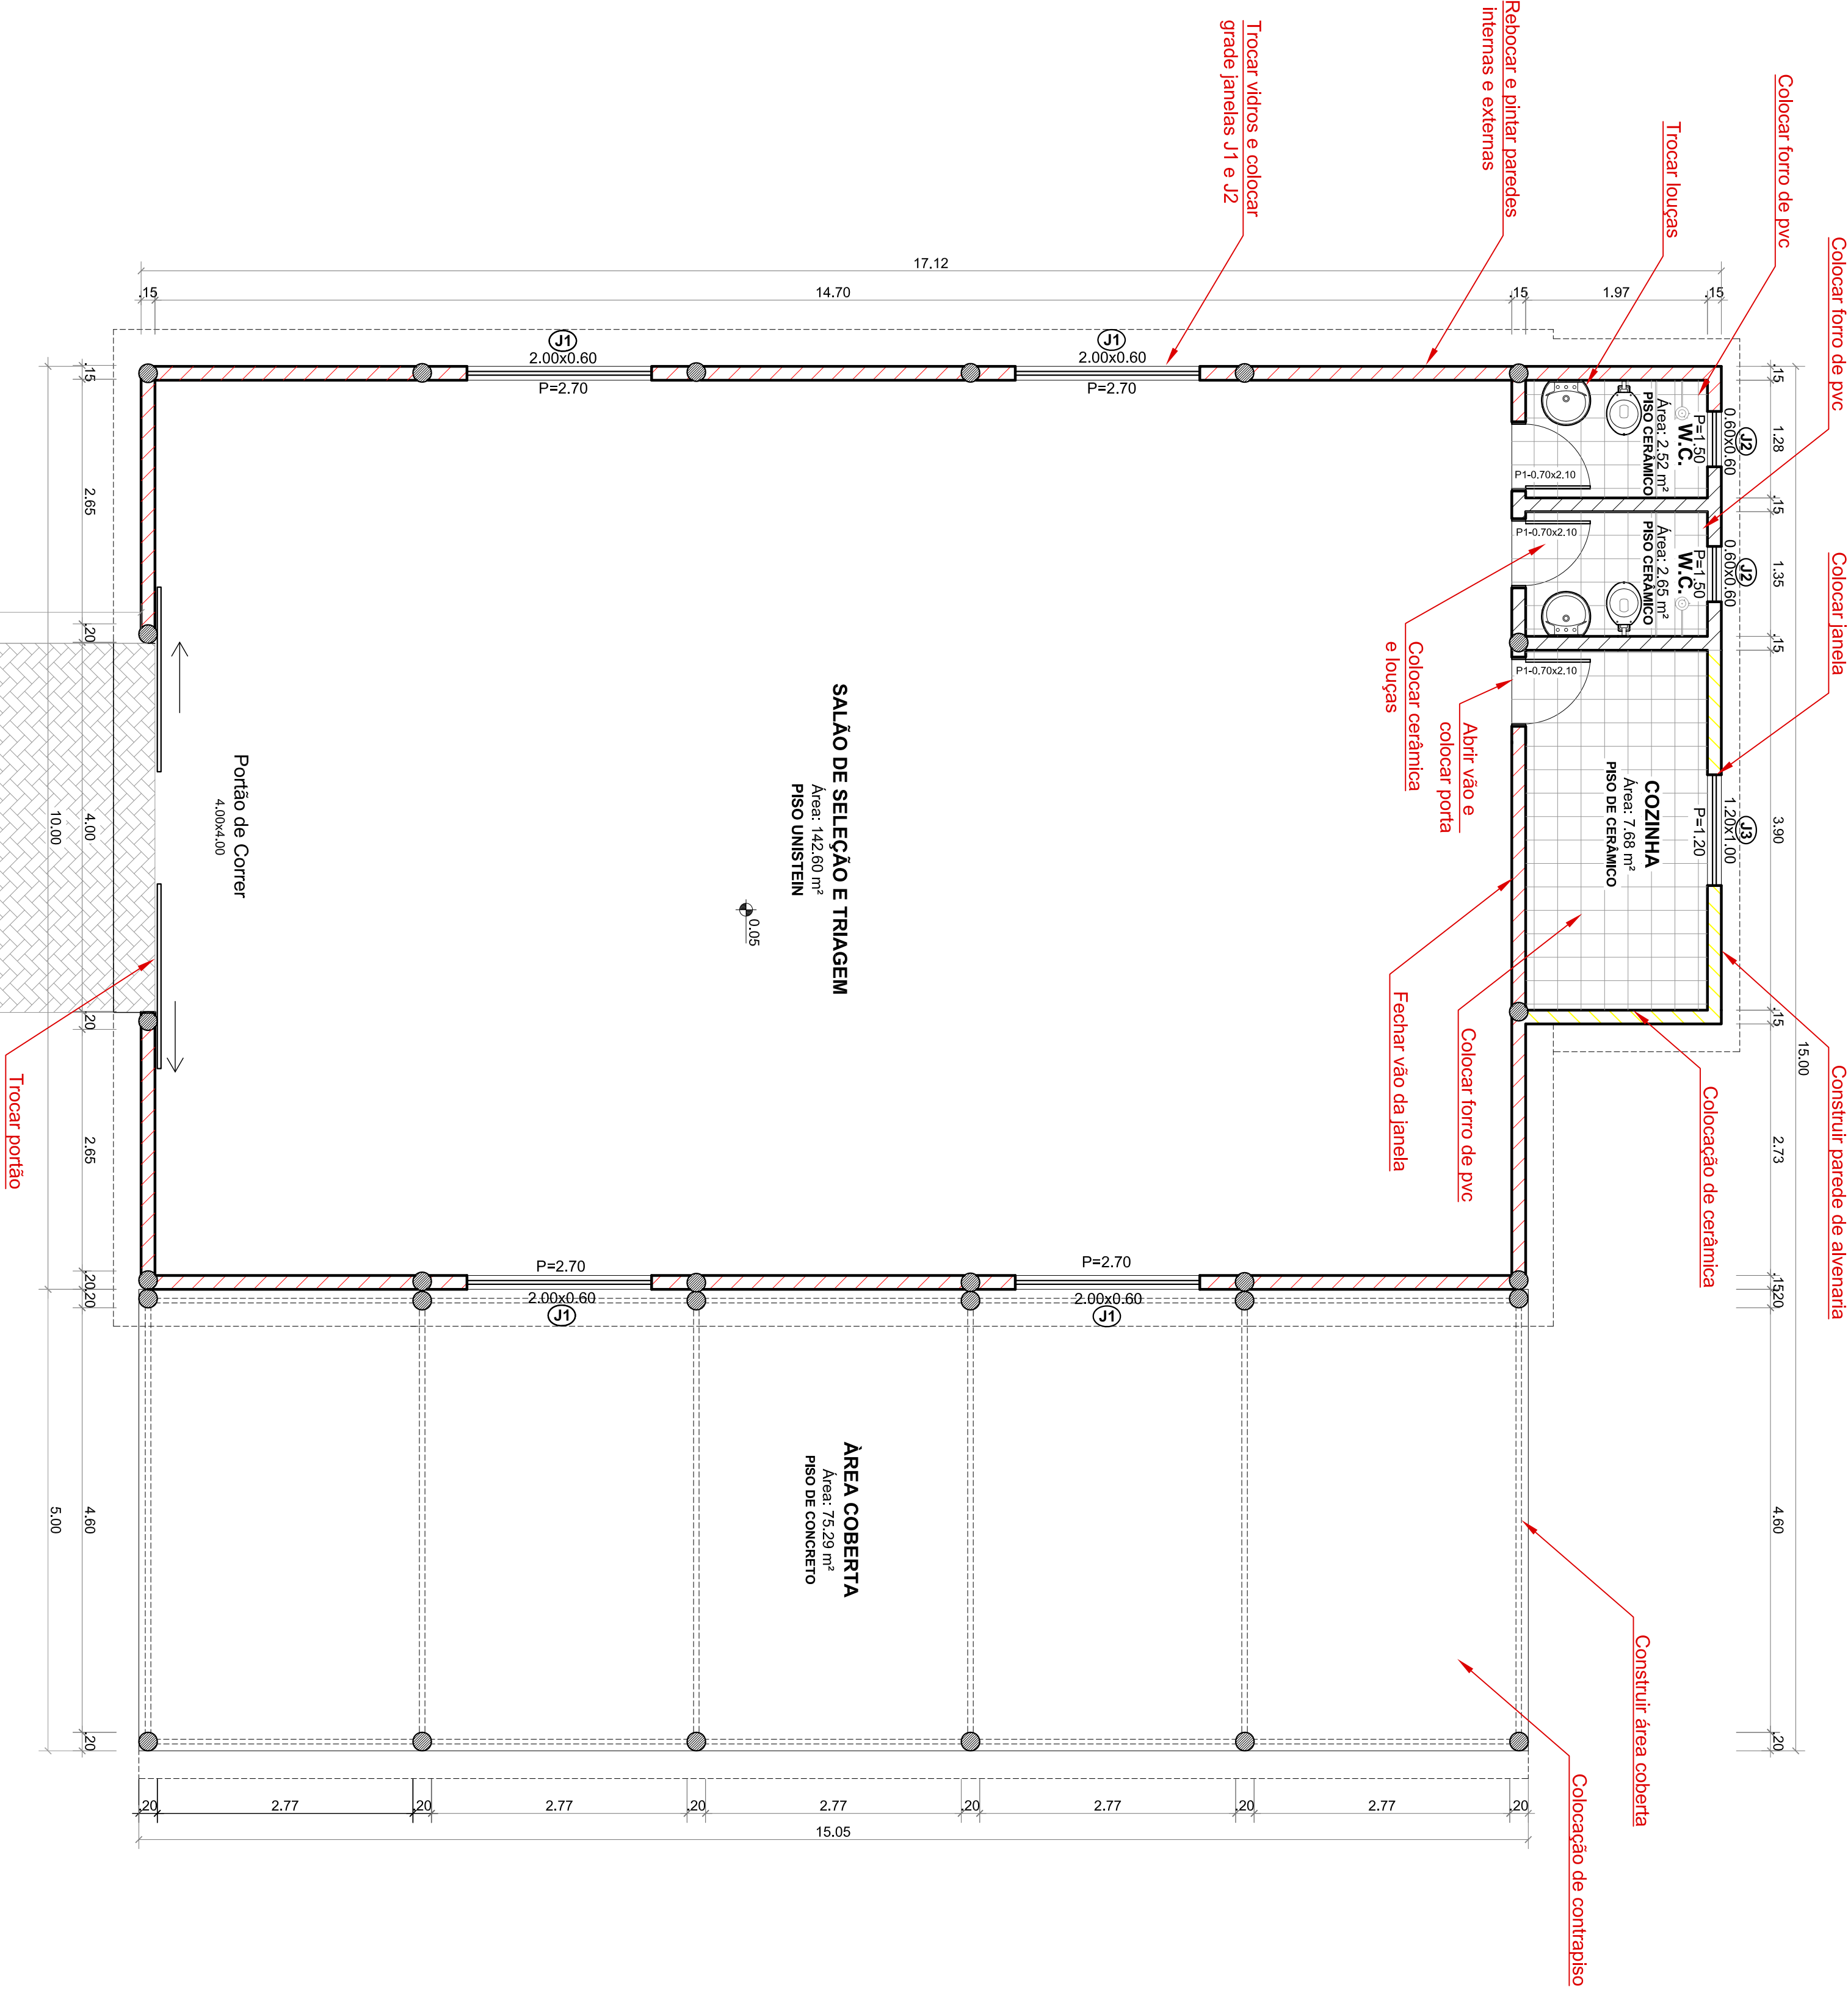 Rebocar e pintar paredes
internas e externas
Trocar vidros e colocar
grade janelas J1 e J2
Colocar forro de pvc
Trocar louças
Colocar forro de pvc
Colocar janela
Construir parede de alvenaria
Colocação de cerâmica
Construir área coberta
Colocação de contrapiso
17.12
.15
14.70
.15
1.97
.15
J1
2.00x0.60
P=2.70
J1
2.00x0.60
P=2.70
W.C.
Área: 2.52 m²
PISO CERÂMICO
P=1.50
0.60x0.60
J2
P1-0.70x2.10
W.C.
Área: 2.65 m²
PISO CERÂMICO
P=1.50
0.60x0.60
J2
P1-0.70x2.10
P1-0.70x2.10
COZINHA
Área: 7.68 m²
PISO DE CERÂMICO
P=1.20
1.20x1.00
J3
.15
1.28
.15
1.35
.15
3.90
.15
2.73
.15
.20
4.60
.20
15.00
Colocar cerâmica
e louças
Abrir vão e
colocar porta
Fechar vão da janela
Colocar forro de pvc
SALÃO DE SELEÇÃO E TRIAGEM
Área: 142.60 m²
PISO UNISTEIN
0.05
Portão de Correr
4.00x4.00
Trocar portão
.15
2.65
.20
4.00
.20
2.65
.20
.20
4.60
.20
10.00
5.00
P=2.70
2.00x0.60
J1
P=2.70
2.00x0.60
J1
ÀREA COBERTA
Área: 75.29 m²
PISO DE CONCRETO
.20
2.77
.20
2.77
.20
2.77
.20
2.77
.20
2.77
.20
15.05